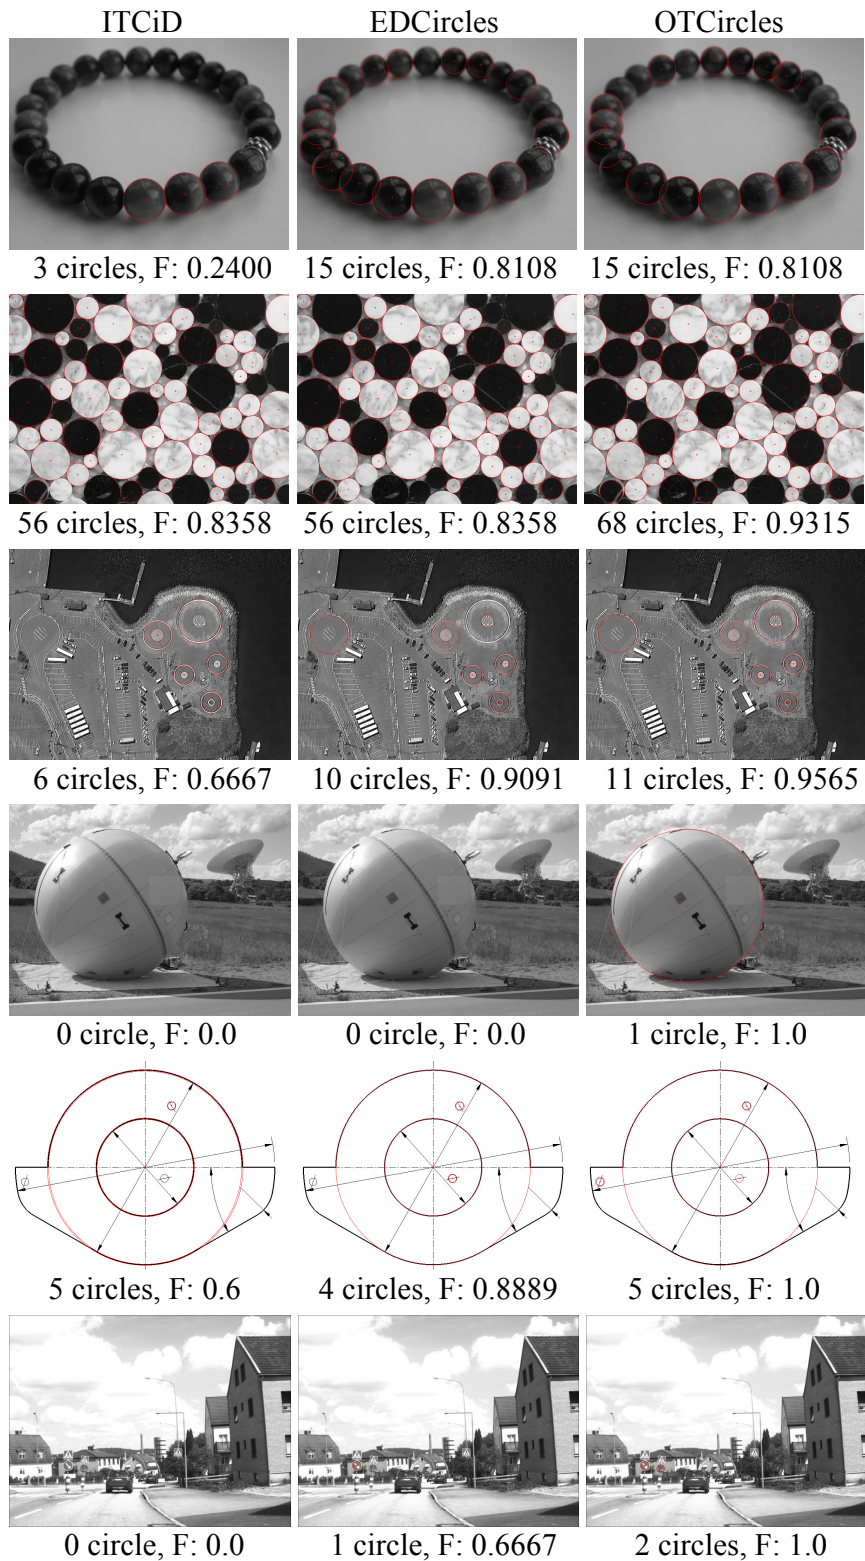 ITCiD EDCircles OTCircles
3 circles, F: 0.2400 15 circles, F: 0.8108 15 circles, F: 0.8108
56 circles, F: 0.8358 56 circles, F: 0.8358 68 circles, F: 0.9315
6 circles, F: 0.6667 10 circles, F: 0.9091 11 circles, F: 0.9565
0 circle, F: 0.0 0 circle, F: 0.0 1 circle, F: 1.0
5 circles, F: 0.6 4 circles, F: 0.8889 5 circles, F: 1.0
0 circle, F: 0.0 1 circle, F: 0.6667 2 circles, F: 1.0